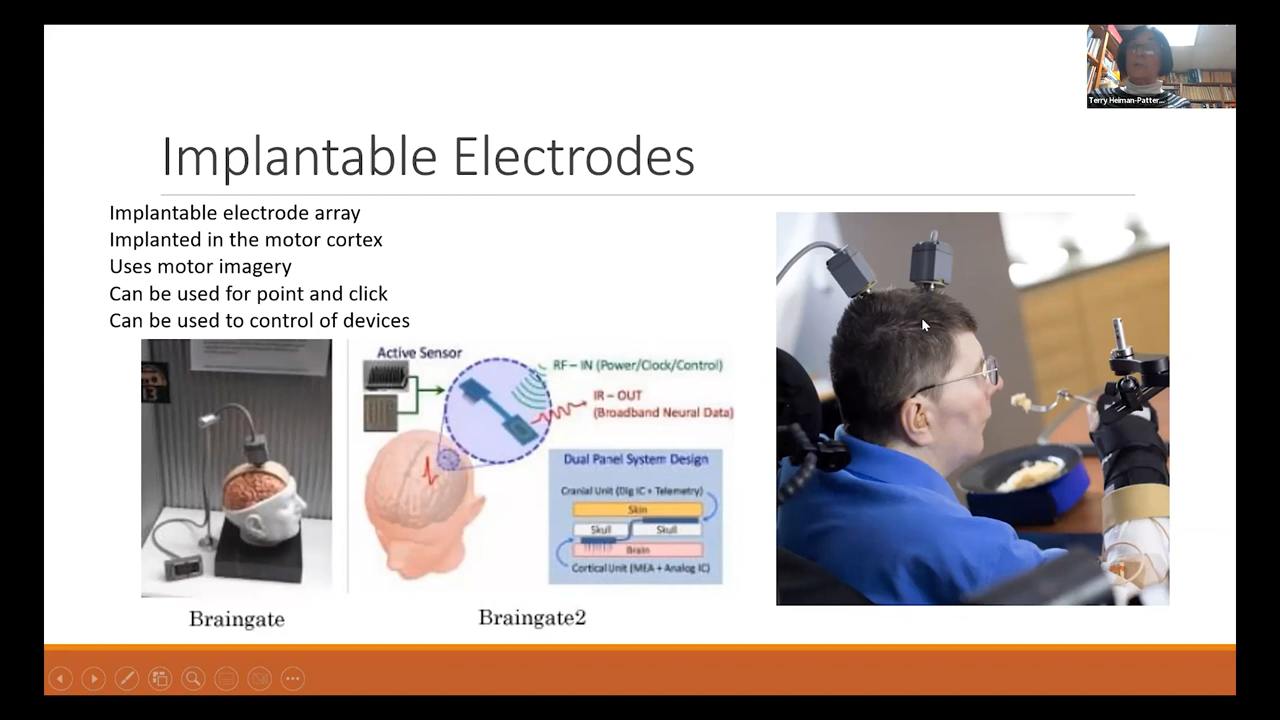 Terry Heiman-Patter...
Implantable Electrodes
Implantable electrode array
Implanted in the motor cortex
Uses motor imagery
Can be used for point and click
Can be used to control of devices
Active Sensor
RF – IN (Power/Clock/Control)
IR – OUT
(Broadband Neural Data)
Dual Panel System Design
Cranial Unit (Dig IC + Telemetry)
Skin
Skull
Skull
Brain
Cortical Unit (MEA + Analog IC)
Braingate
Braingate2